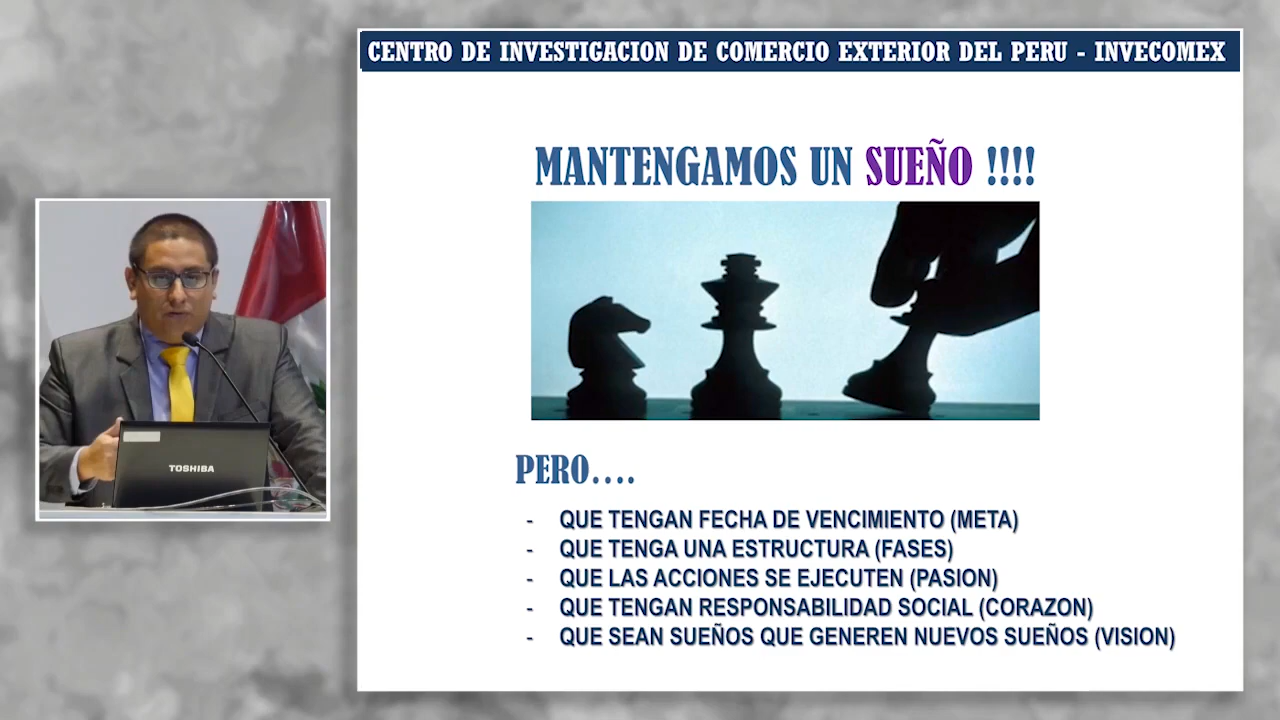 CENTRO DE INVESTIGACION DE COMERCIO EXTERIOR DEL PERU - INVECOMEX
MANTENGAMOS UN SUEÑO !!!!
TOSHIBA
PERO....
- QUE TENGAN FECHA DE VENCIMIENTO (META)
- QUE TENGA UNA ESTRUCTURA (FASES)
- QUE LAS ACCIONES SE EJECUTEN (PASION)
- QUE TENGAN RESPONSABILIDAD SOCIAL (CORAZON)
- QUE SEAN SUEÑOS QUE GENEREN NUEVOS SUEÑOS (VISION)